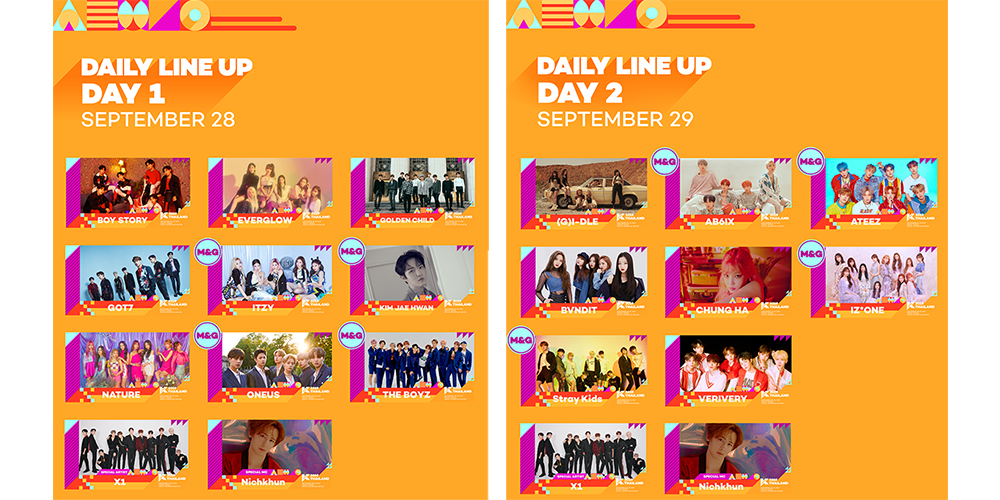 DAILY LINE UP
DAY 1
SEPTEMBER 28
BOY STORY
EVERGLOW
GOLDEN CHILD
GOT7
M&G
ITZY
M&G
KIM JAE HWAN
NATURE
M&G
ONEUS
M&G
THE BOYZ
SPECIAL ARTIST
X1
SPECIAL MC
Nichkhun
DAILY LINE UP
DAY 2
SEPTEMBER 29
(G)I-DLE
M&G
AB6IX
M&G
ATEEZ
BVNDIT
CHUNG HA
M&G
IZ*ONE
M&G
Stray Kids
VERIVERY
SPECIAL ARTIST
X1
SPECIAL MC
Nichkhun